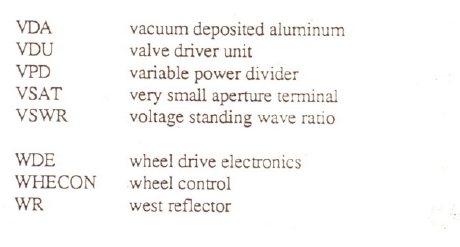 VDA vacuum deposited aluminum
VDU valve driver unit
VPD variable power divider
VSAT very small aperture terminal
VSWR voltage standing wave ratio
WDE wheel drive electronics
WHECON wheel control
WR west reflector